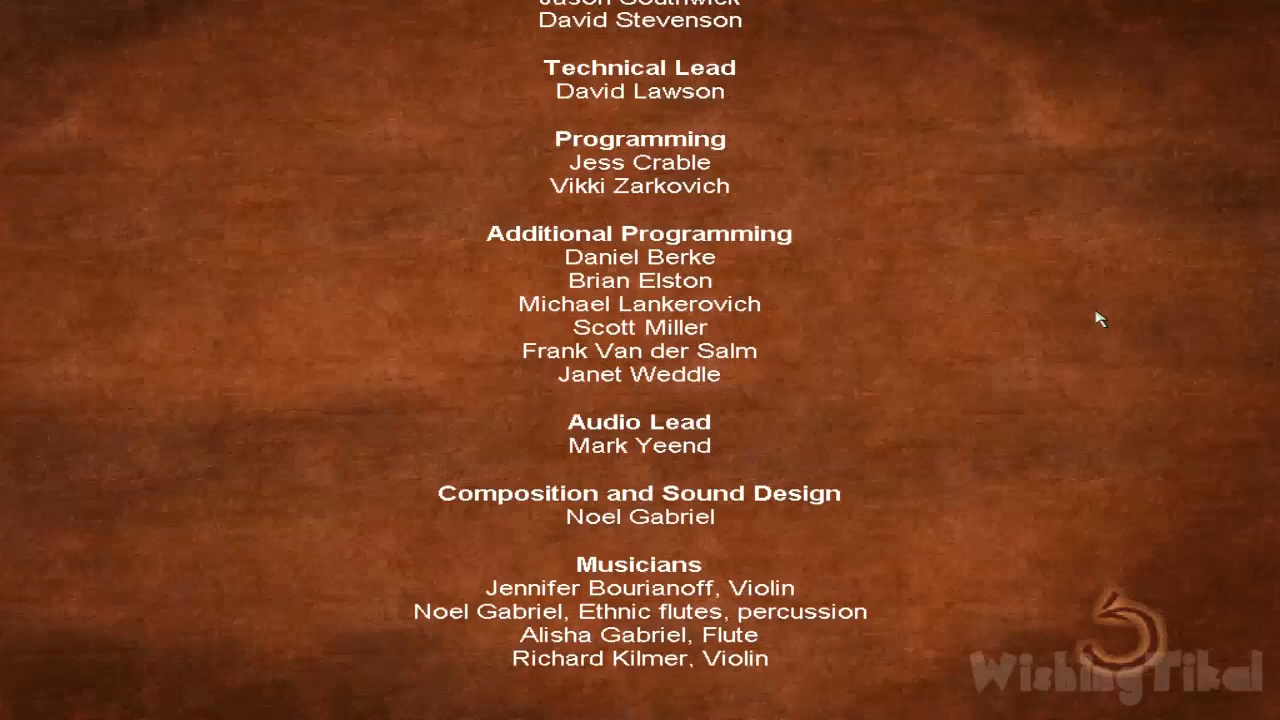 Jason Southwick
David Stevenson
Technical Lead
David Lawson
Programming
Jess Crable
Vikki Zarkovich
Additional Programming
Daniel Berke
Brian Elston
Michael Lankerovich
Scott Miller
Frank Van der Salm
Janet Weddle
Audio Lead
Mark Yeend
Composition and Sound Design
Noel Gabriel
Musicians
Jennifer Bourianoff, Violin
Noel Gabriel, Ethnic flutes, percussion
Alisha Gabriel, Flute
Richard Kilmer, Violin
WishingTikal